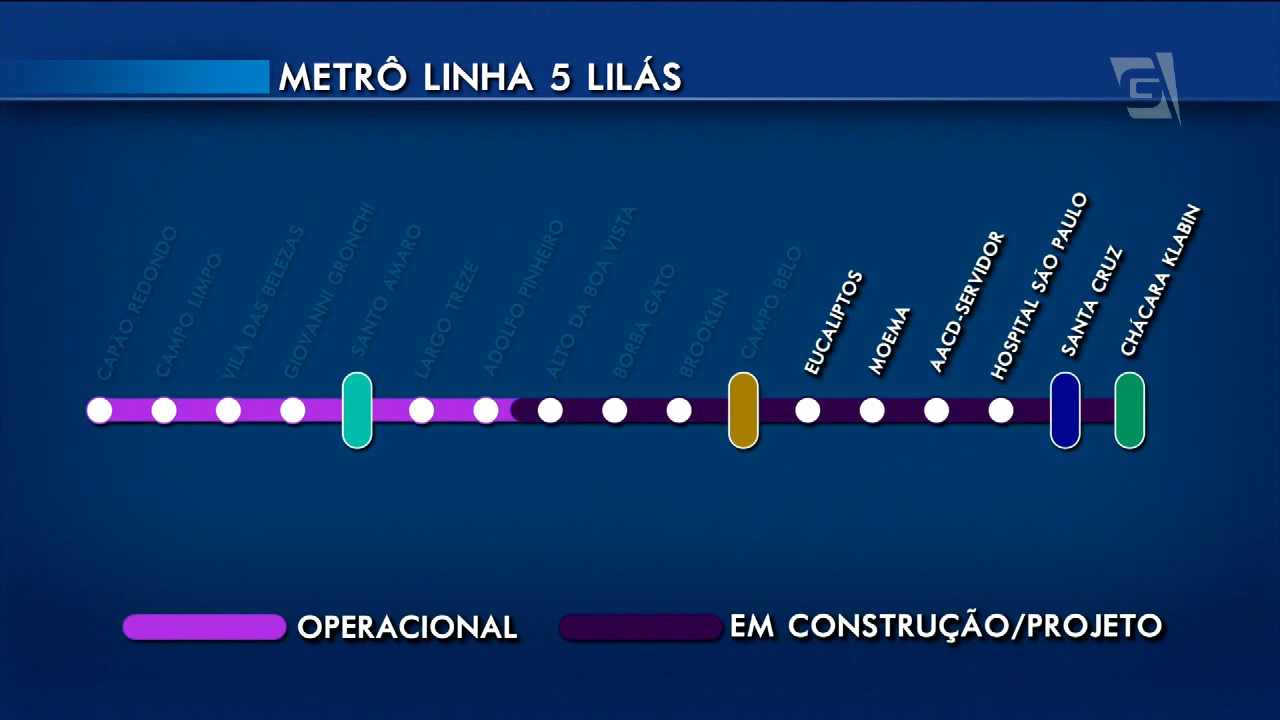 METRÔ LINHA 5 LILÁS
CAPÃO REDONDO
CAMPO LIMPO
VILA DAS BELEZAS
GIOVANNI GRONCHI
SANTO AMARO
LARGO TREZE
ADOLFO PINHEIRO
ALTO DA BOA VISTA
BORBA GATO
BROOKLIN
CAMPO BELO
EUCALIPTOS
MOEMA
AACD-SERVIDOR
HOSPITAL SÃO PAULO
SANTA CRUZ
CHÁCARA KLABIN
OPERACIONAL
EM CONSTRUÇÃO/PROJETO